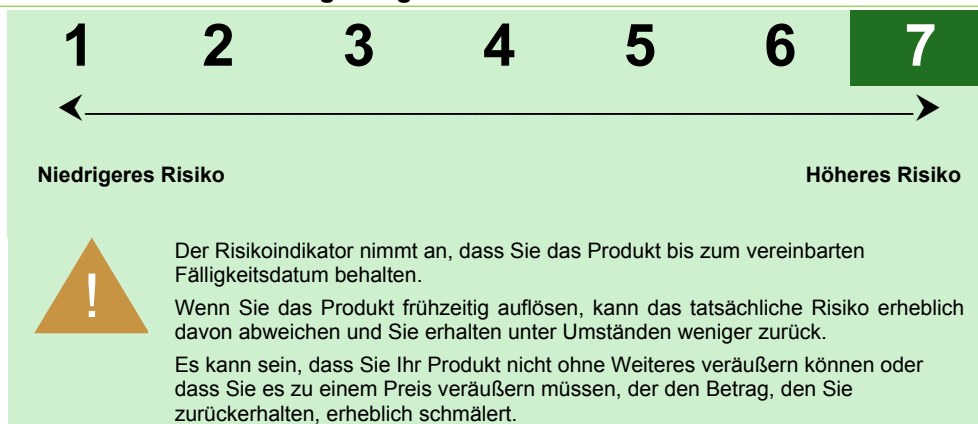 1 2 3 4 5 6 7
Niedrigeres Risiko Höheres Risiko
!
Der Risikoindikator nimmt an, dass Sie das Produkt bis zum vereinbarten
Fälligkeitsdatum behalten.
Wenn Sie das Produkt frühzeitig auflösen, kann das tatsächliche Risiko erheblich
davon abweichen und Sie erhalten unter Umständen weniger zurück.
Es kann sein, dass Sie Ihr Produkt nicht ohne Weiteres veräußern können oder
dass Sie es zu einem Preis veräußern müssen, der den Betrag, den Sie
zurückerhalten, erheblich schmälert.